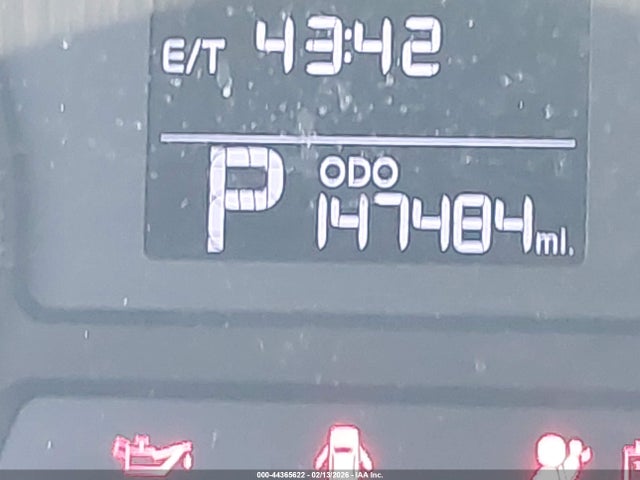 E/T 43:42
ODO
P 147484 mi.
000-44365622 - 02/13/2026 - IAA Inc.